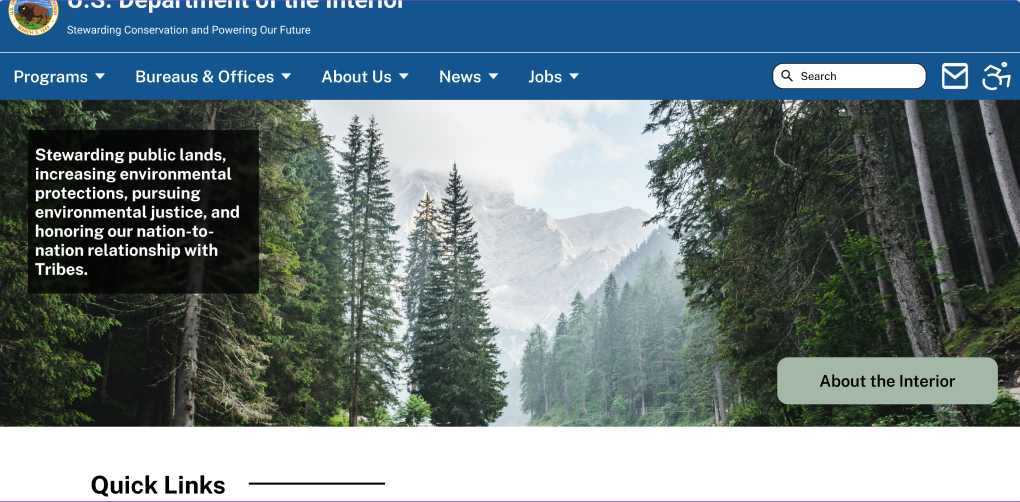 U.S. Department of the Interior
Stewarding Conservation and Powering Our Future
Programs
Bureaus & Offices
About Us
News
Jobs
Search
Stewarding public lands,
increasing environmental
protections, pursuing
environmental justice, and
honoring our nation-to-
nation relationship with
Tribes.
About the Interior
Quick Links